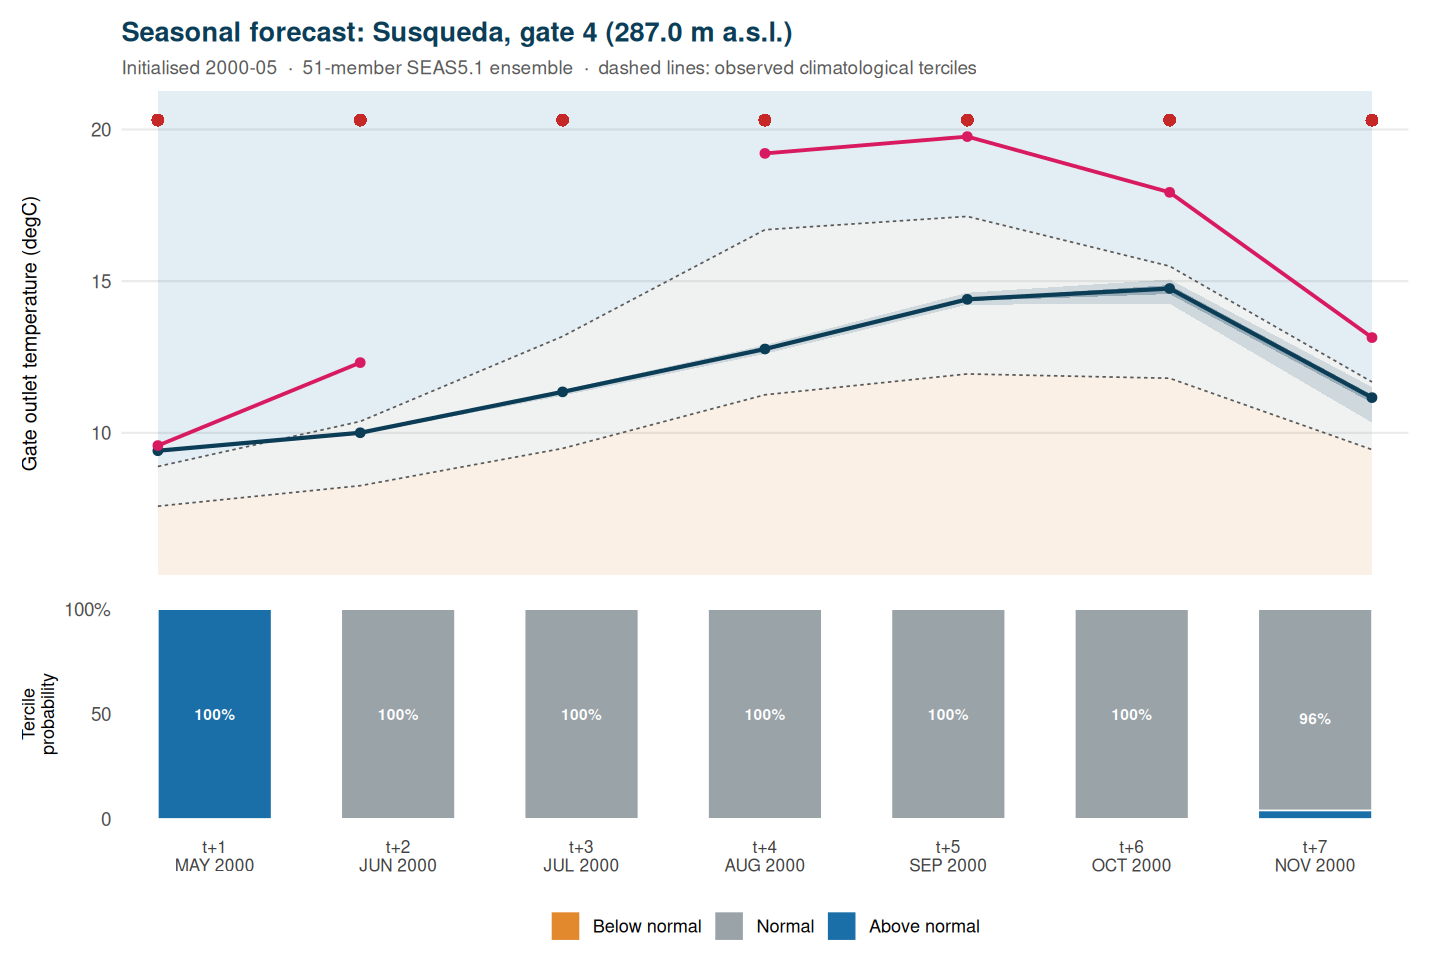 Seasonal forecast: Susqueda, gate 4 (287.0 m a.s.l.)
Initialised 2000-05 · 51-member SEAS5.1 ensemble · dashed lines: observed climatological terciles
Gate outlet temperature (degC)
20
15
10
Tercile
probability
100%
50
0
100%
100%
100%
100%
100%
100%
96%
t+1
MAY 2000
t+2
JUN 2000
t+3
JUL 2000
t+4
AUG 2000
t+5
SEP 2000
t+6
OCT 2000
t+7
NOV 2000
Below normal
Normal
Above normal